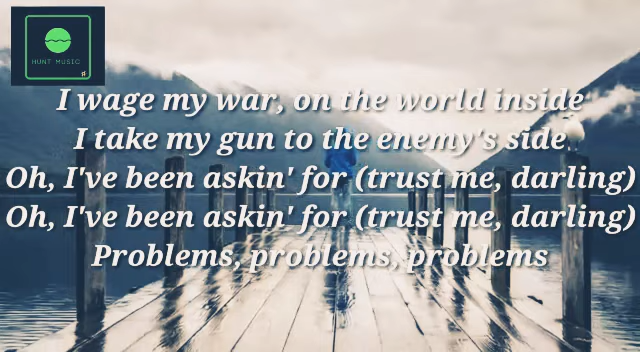 HUNT MUSIC
I wage my war, on the world inside
I take my gun to the enemy's side
Oh, I've been askin' for (trust me, darling)
Oh, I've been askin' for (trust me, darling)
Problems, problems, problems